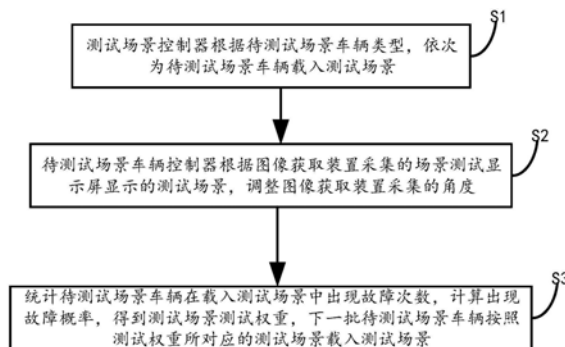 S1
测试场景控制器根据待测试场景车辆类型，依次
为待测试场景车辆载入测试场景
S2
待测试场景车辆控制器根据图像获取装置采集的场景测试显
示屏显示的测试场景，调整图像获取装置采集的角度
S3
统计待测试场景车辆在载入测试场景中出现故障次数，计算出现
故障概率，得到测试场景测试权重，下一批待测试场景车辆按照
测试权重所对应的测试场景载入测试场景